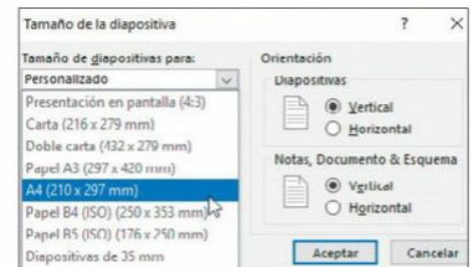 Tamaño de la diapositiva ? ×
Tamaño de diapositivas para:
Personalizado
Presentación en pantalla (4:3)
Carta (216 x 279 mm)
Doble carta (432 x 279 mm)
Papel A3 (297 x 420 mm)
A4 (210 x 297 mm)
Papel B4 (ISO) (250 x 353 mm)
Papel B5 (ISO) (176 x 250 mm)
Diapositivas de 35 mm
Orientación
Diapositivas
Vertical
Horizontal
Notas, Documento & Esquema
Vertical
Horizontal
Aceptar Cancelar